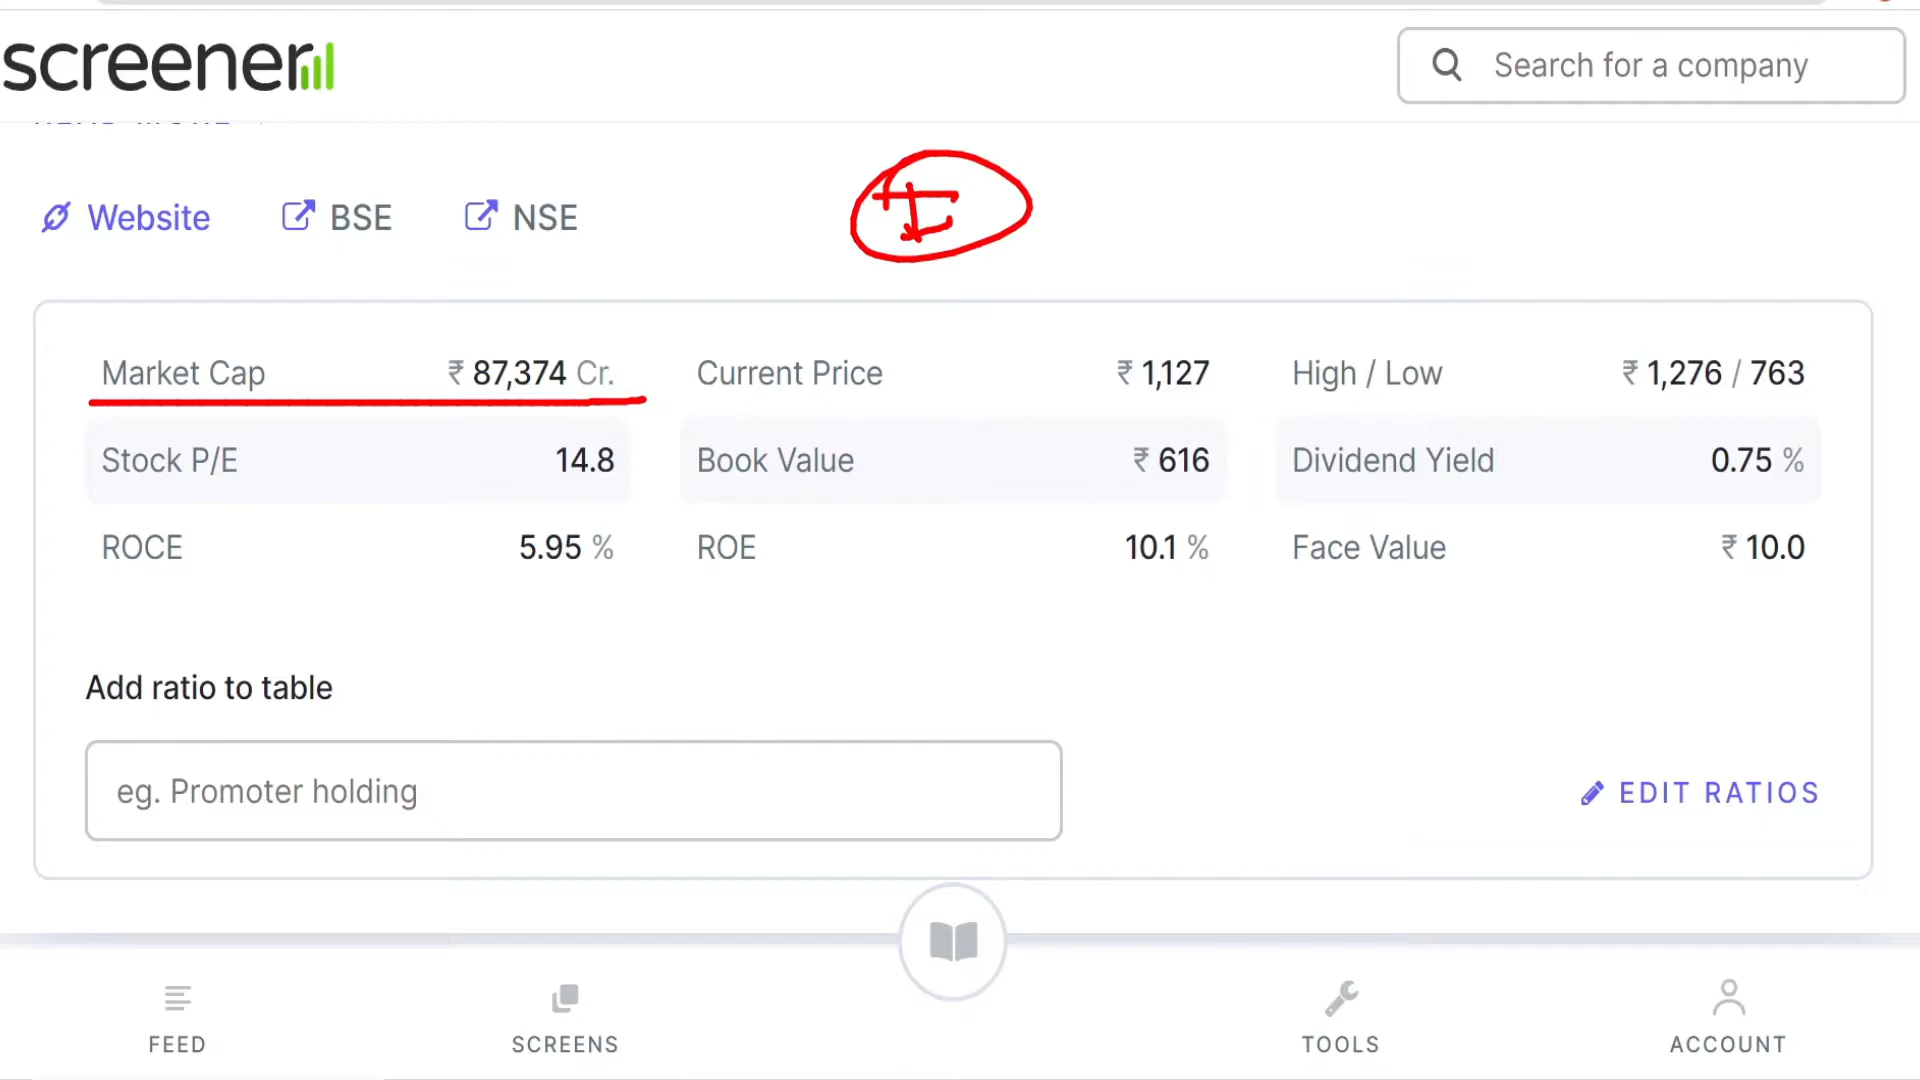 screener
Search for a company
Website BSE NSE
Market Cap ₹ 87,374 Cr. Current Price ₹ 1,127 High / Low ₹ 1,276 / 763
Stock P/E 14.8 Book Value ₹ 616 Dividend Yield 0.75 %
ROCE 5.95 % ROE 10.1 % Face Value ₹ 10.0
Add ratio to table
eg. Promoter holding
EDIT RATIOS
FEED SCREENS TOOLS ACCOUNT